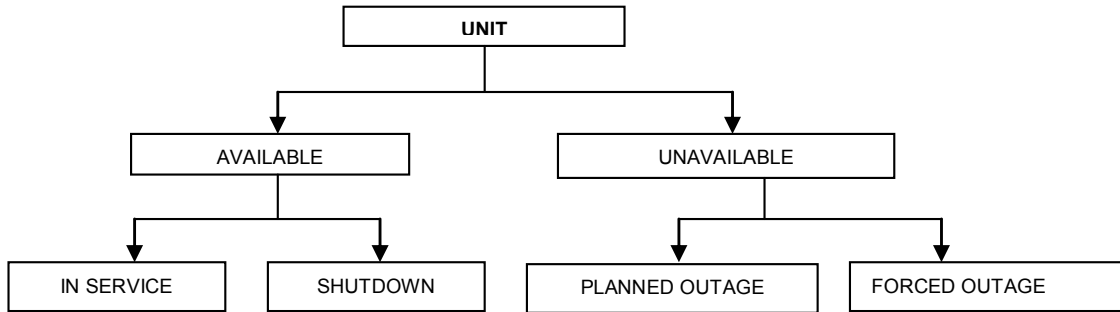 UNIT
AVAILABLE
UNAVAILABLE
IN SERVICE
SHUTDOWN
PLANNED OUTAGE
FORCED OUTAGE